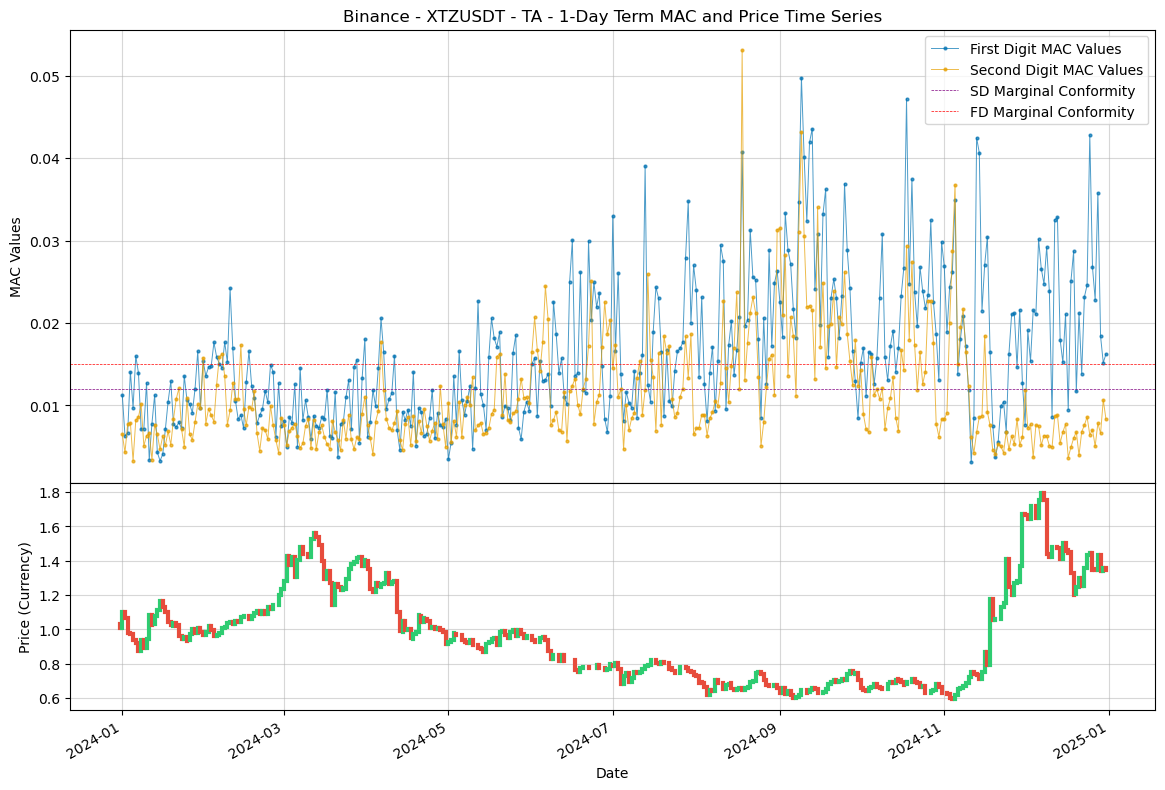 Binance - XTZUSDT - TA - 1-Day Term MAC and Price Time Series
First Digit MAC Values
Second Digit MAC Values
SD Marginal Conformity
FD Marginal Conformity
MAC Values
0.05
0.04
0.03
0.02
0.01
Price (Currency)
1.8
1.6
1.4
1.2
1.0
0.8
0.6
2024-01
2024-03
2024-05
2024-07
2024-09
2024-11
2025-01
Date